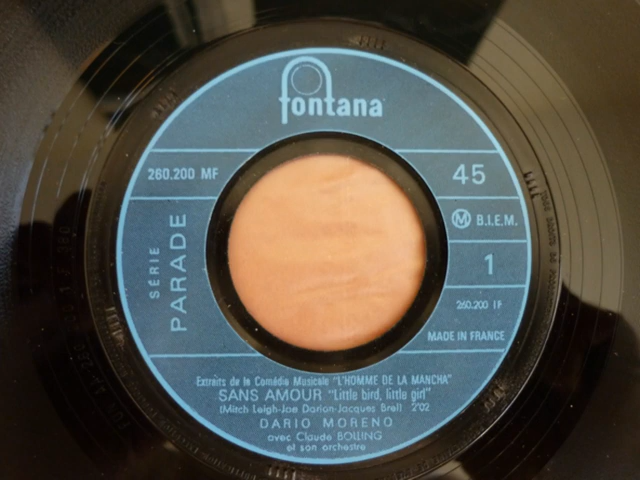 fontana
260.200 MF
45
SÉRIE
PARADE
M B.I.E.M.
1
260.200 1F
MADE IN FRANCE
Extraits de la Comédie Musicale "L'HOMME DE LA MANCHA"
SANS AMOUR "Little bird, little girl"
(Mitch Leigh-Joe Darion-Jacques Brel) 2'02
DARIO MORENO
avec Claude BOLLING
et son orchestre